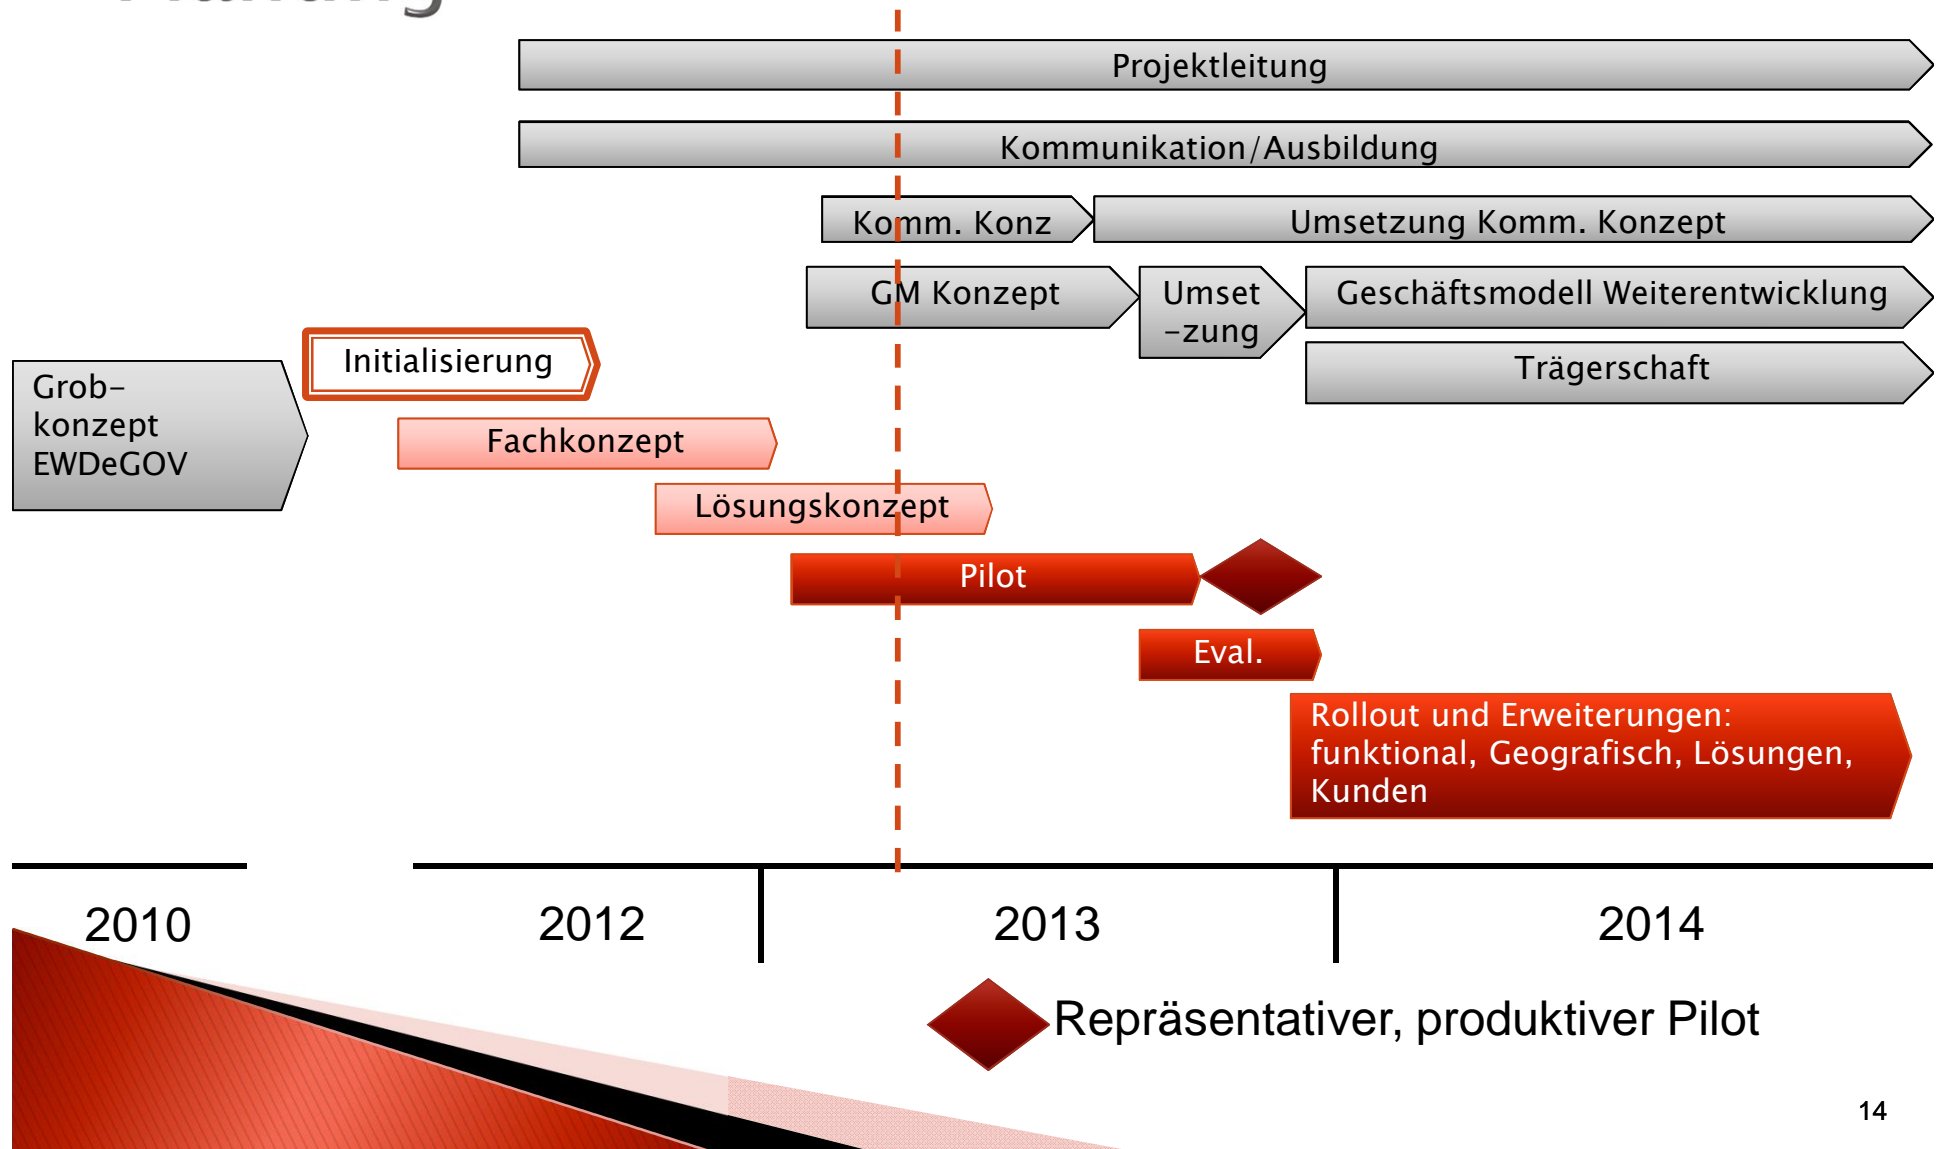 Projektleitung
Kommunikation/Ausbildung
Komm. Konz
Umsetzung Komm. Konzept
GM Konzept
Umset
-zung
Geschäftsmodell Weiterentwicklung
Trägerschaft
Initialisierung
Grob-
konzept
EWDeGOV
Fachkonzept
Lösungskonzept
Pilot
Eval.
Rollout und Erweiterungen:
funktional, Geografisch, Lösungen,
Kunden
2010
2012
2013
2014
Repräsentativer, produktiver Pilot
14